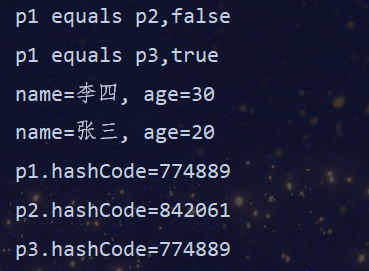 p1 equals p2,false
p1 equals p3,true
name=李四, age=30
name=张三, age=20
p1.hashCode=774889
p2.hashCode=842061
p3.hashCode=774889